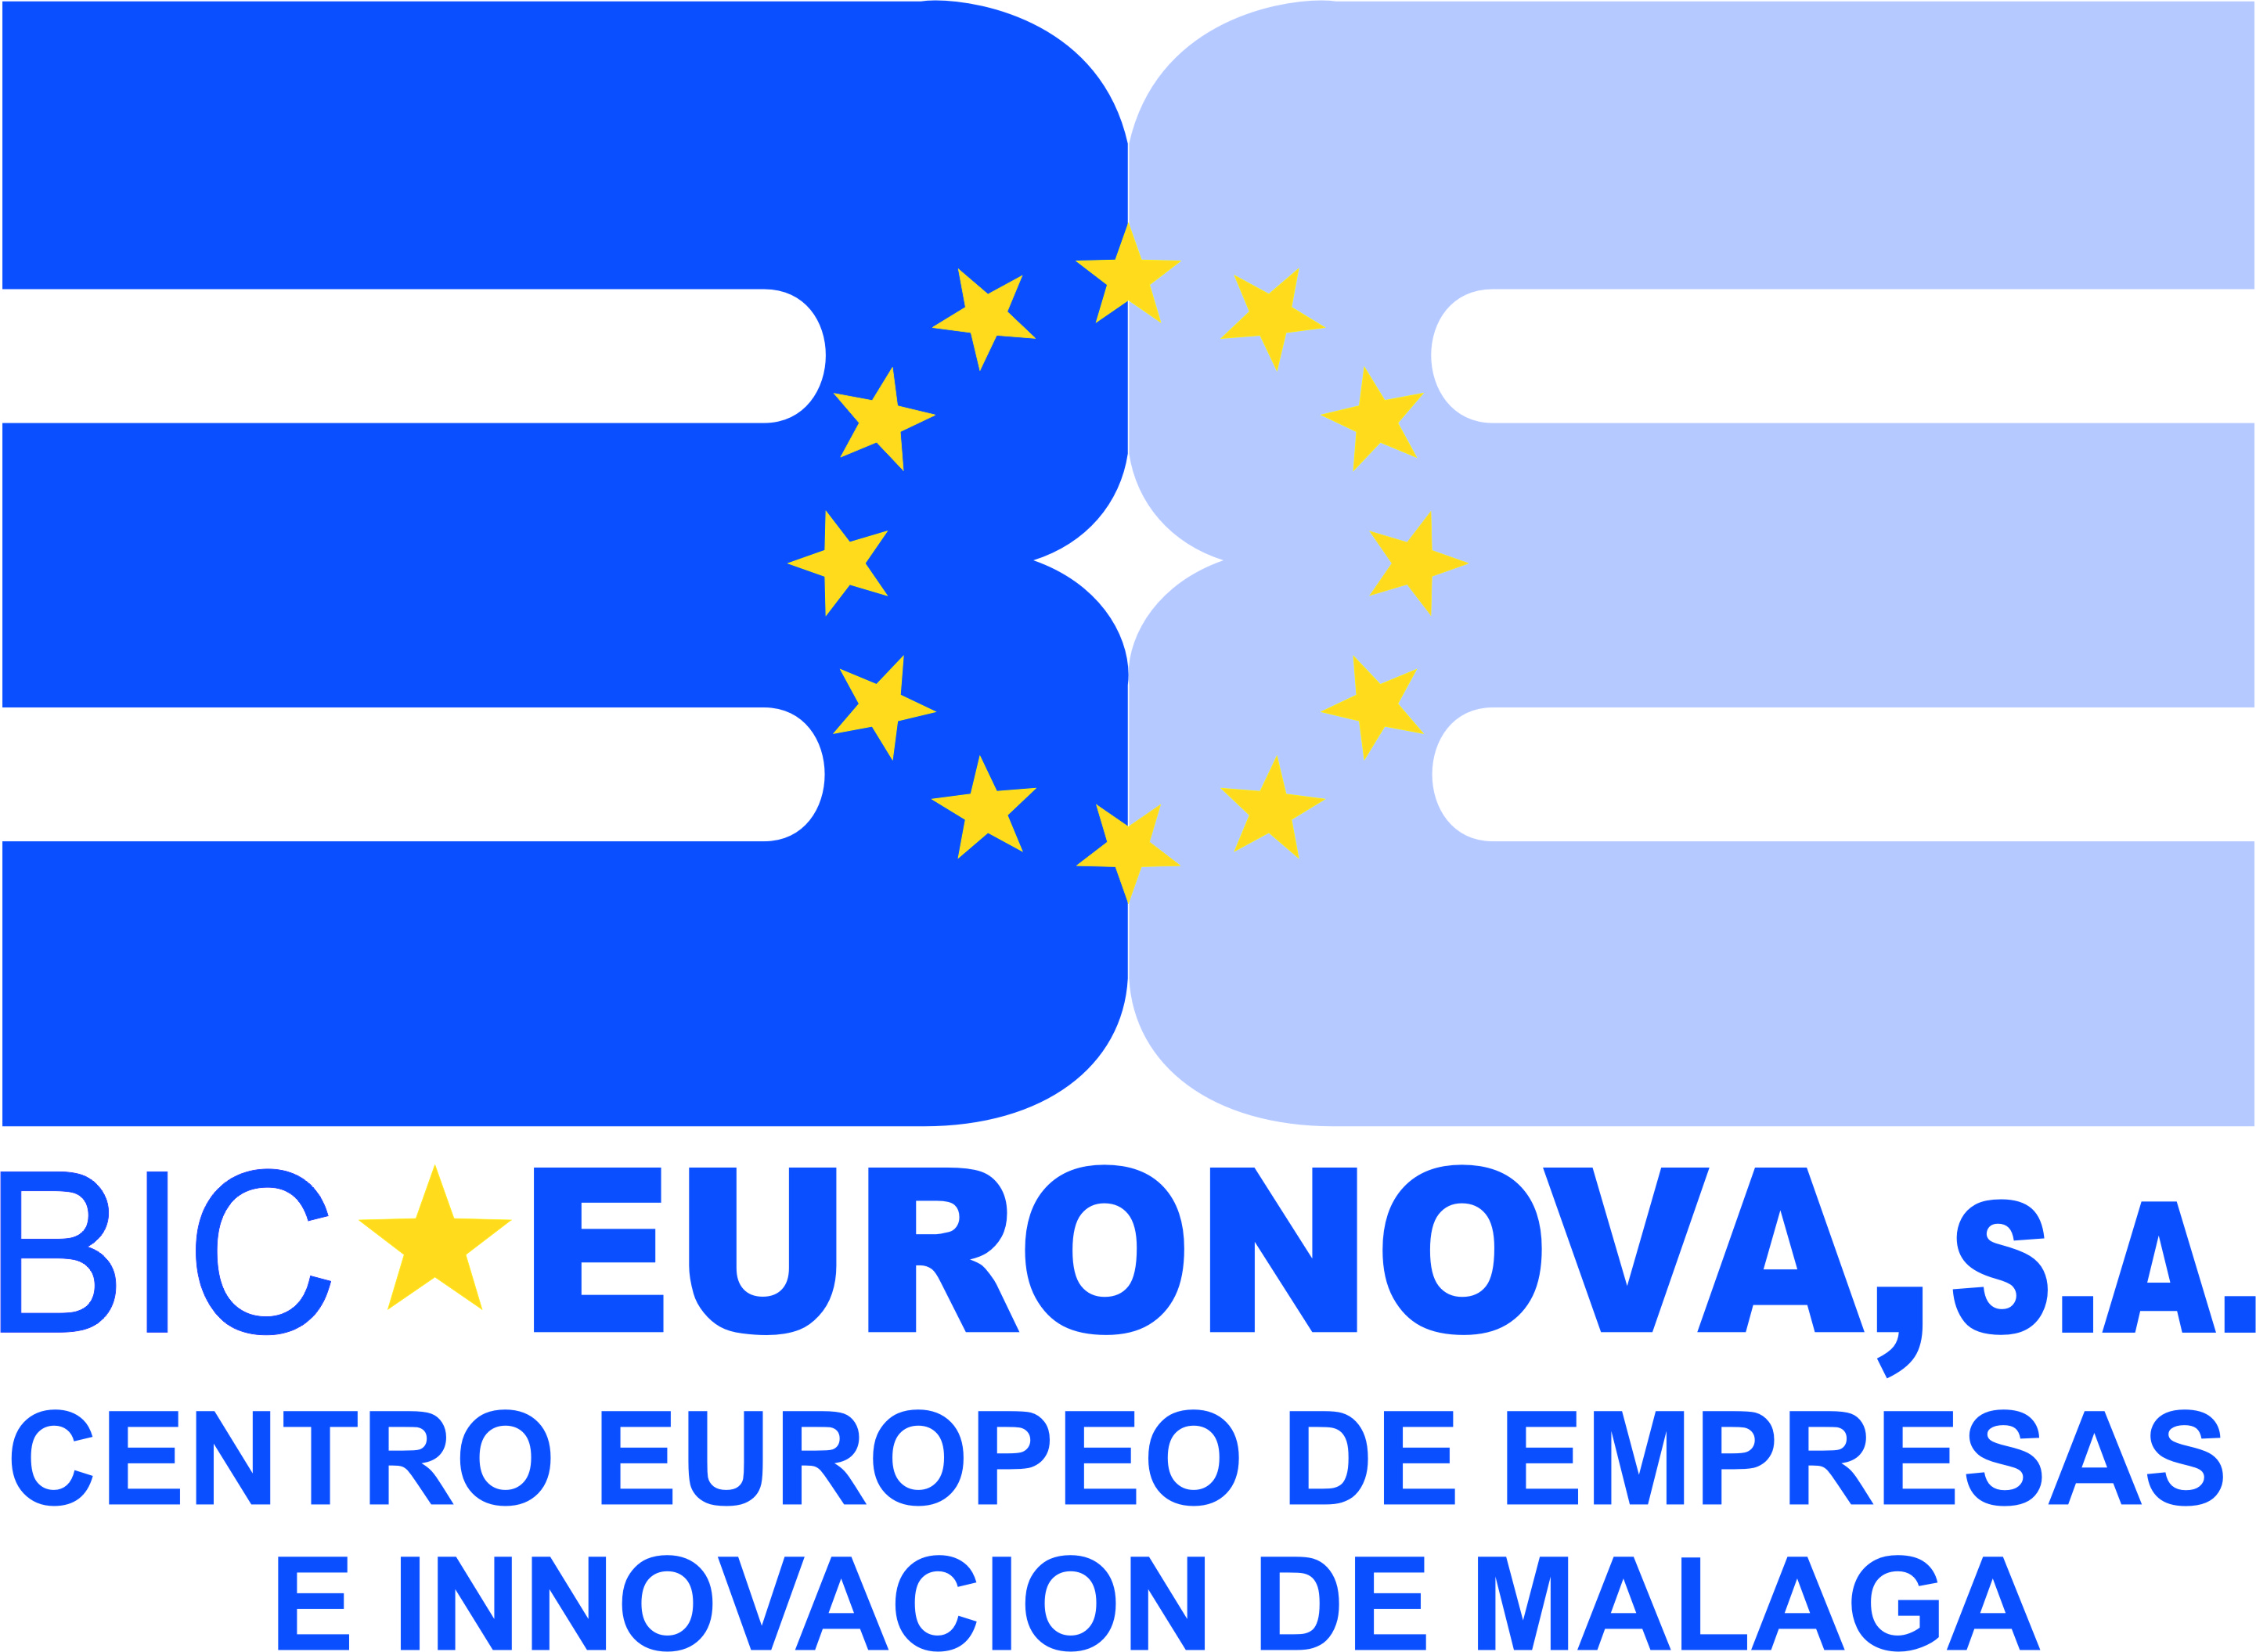 BIC EURONOVA, S.A.
CENTRO EUROPEO DE EMPRESAS
E INNOVACION DE MALAGA